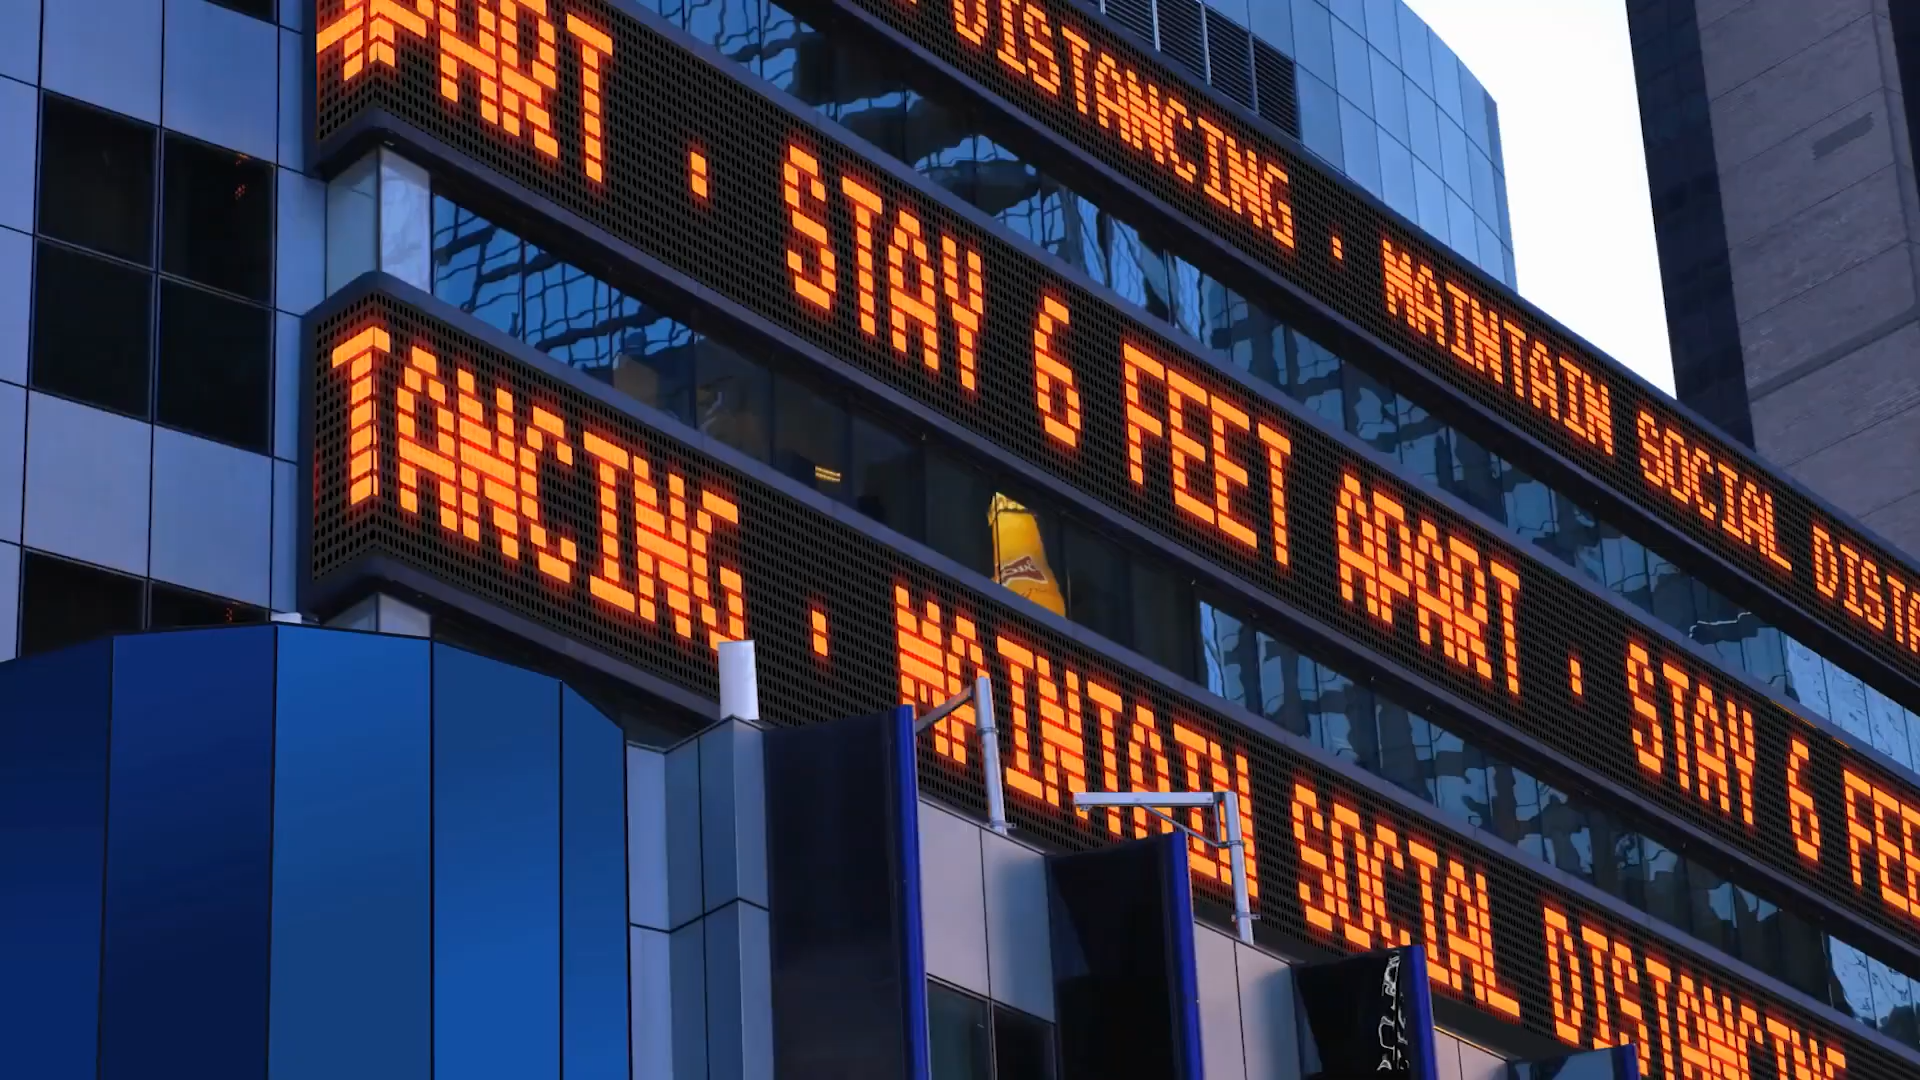 DISTANCING · MAINTAIN SOCIAL DISTA
APART · STAY 6 FEET APART · STAY 6 FEE
TANCING · MAINTAIN SOCIAL DISTANCING